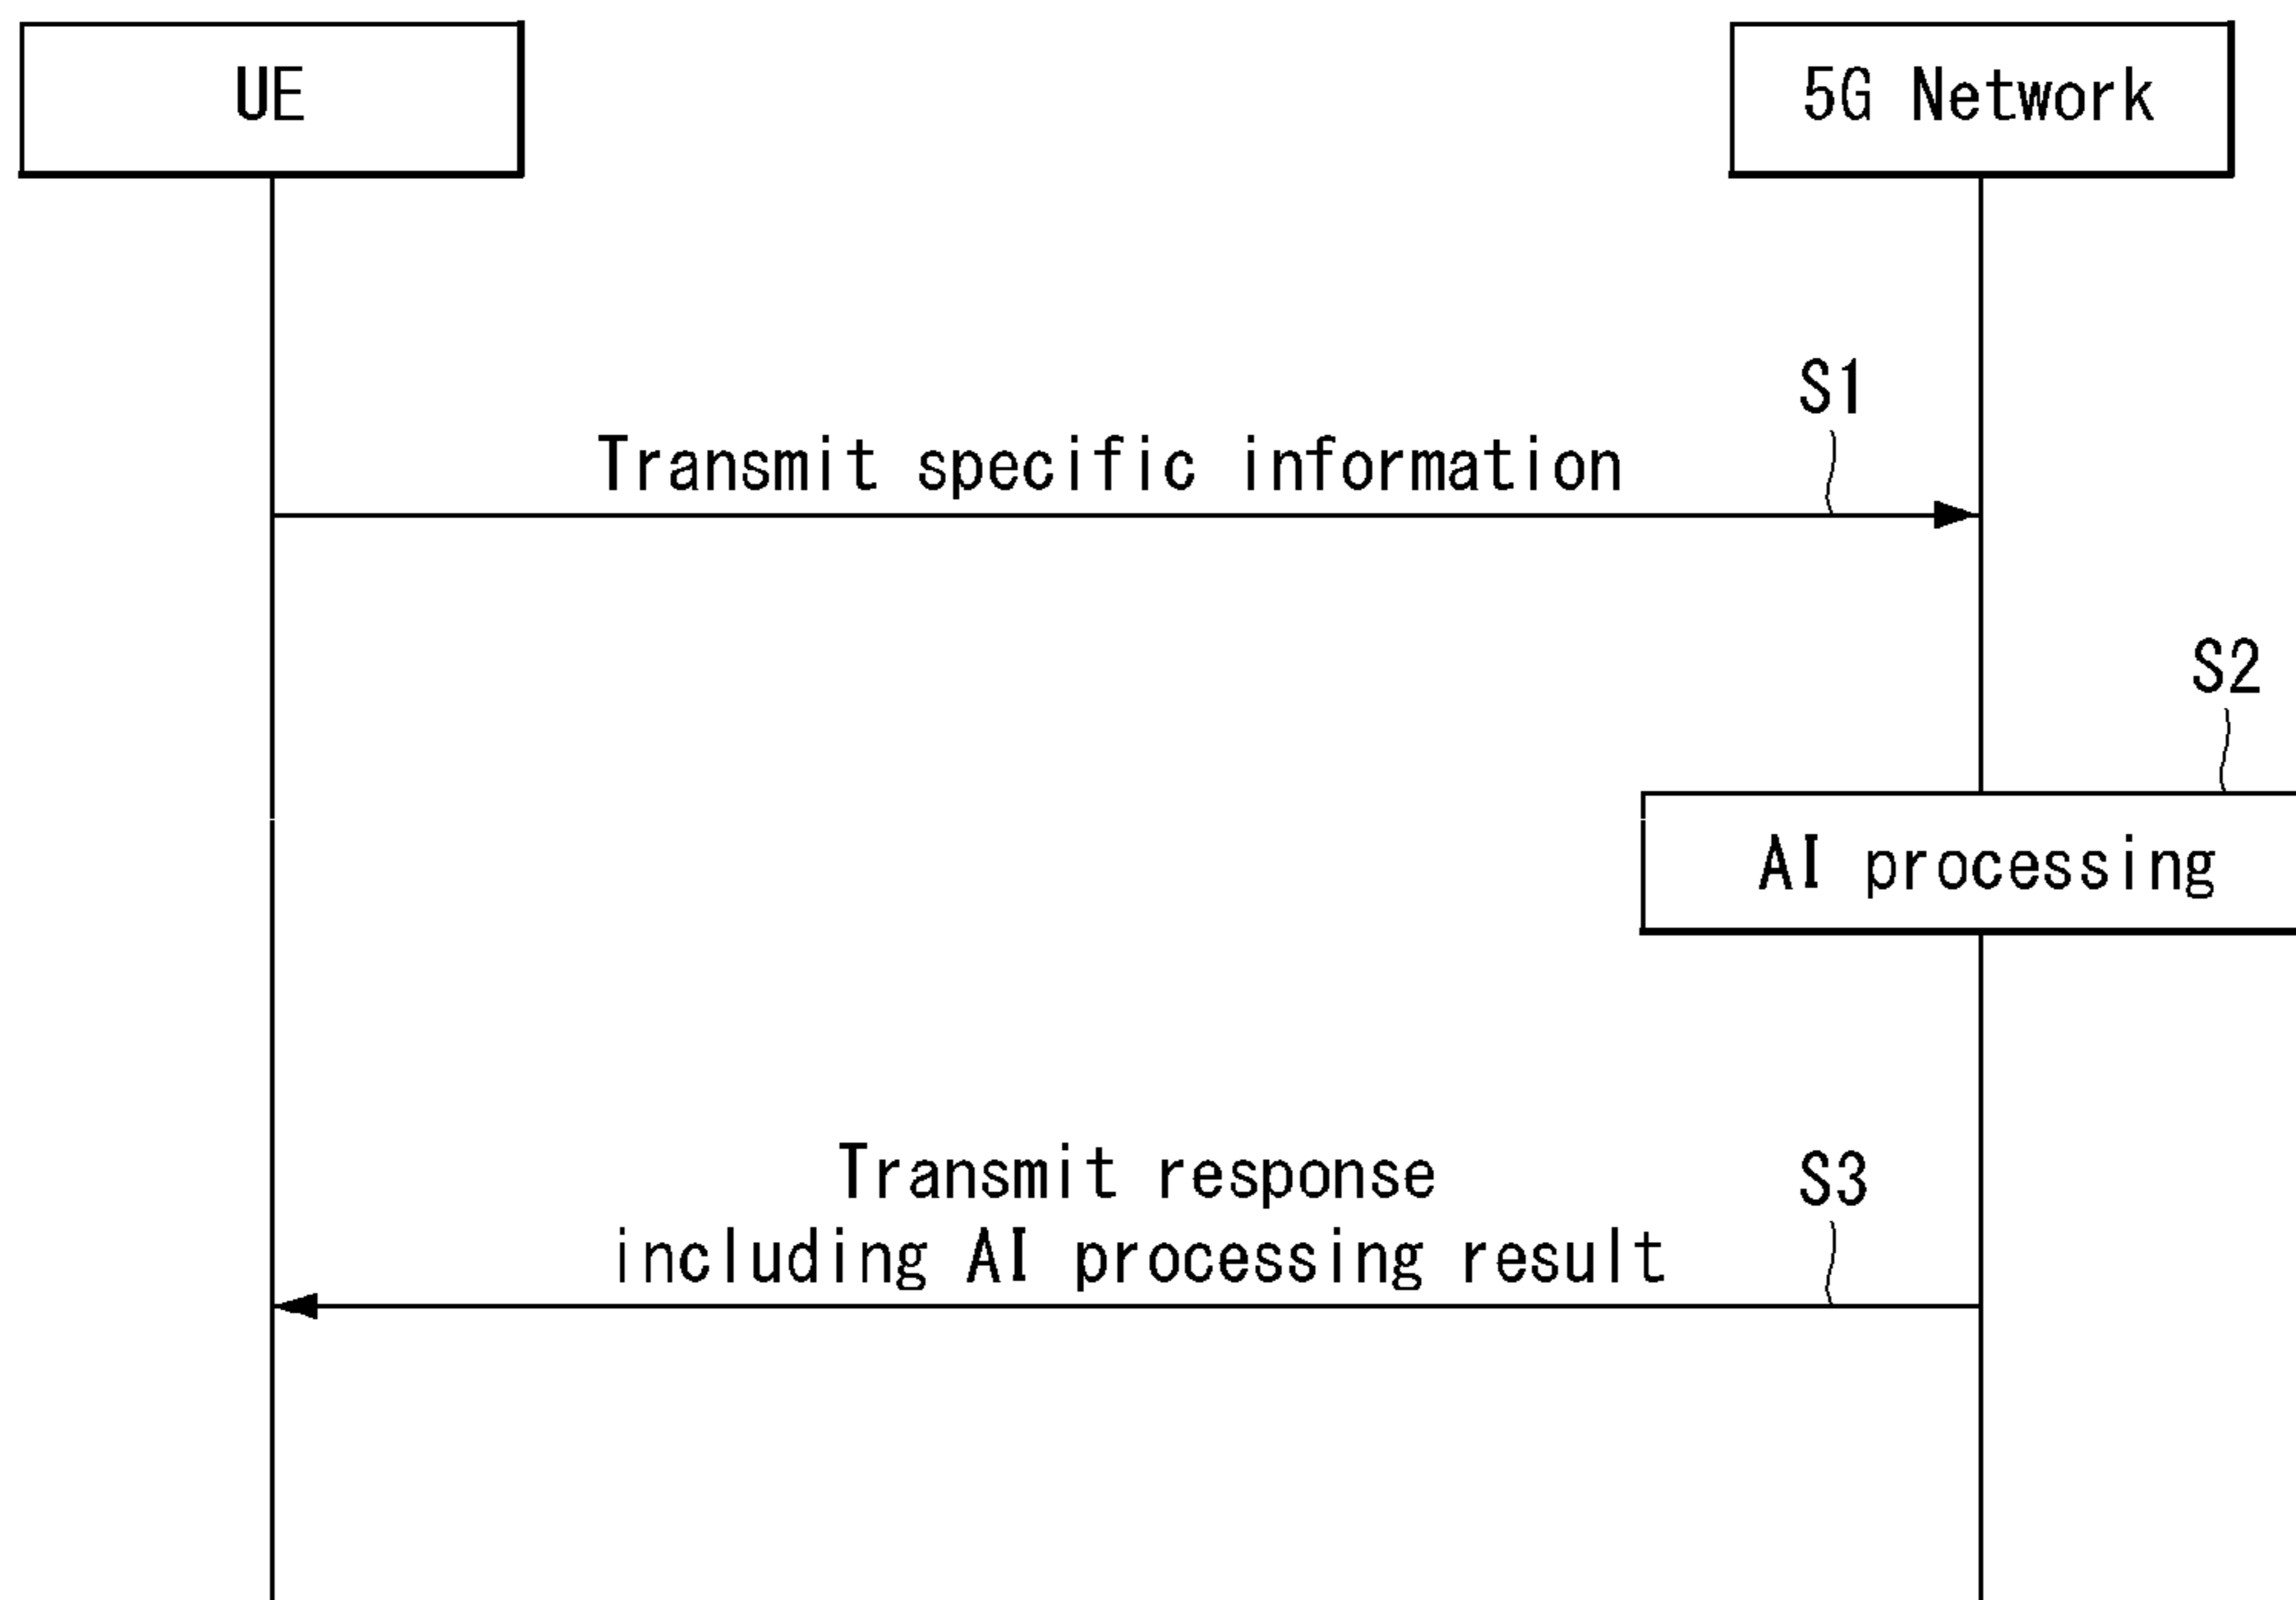 UE
5G Network
S1
Transmit specific information
S2
AI processing
Transmit response
S3
including AI processing result